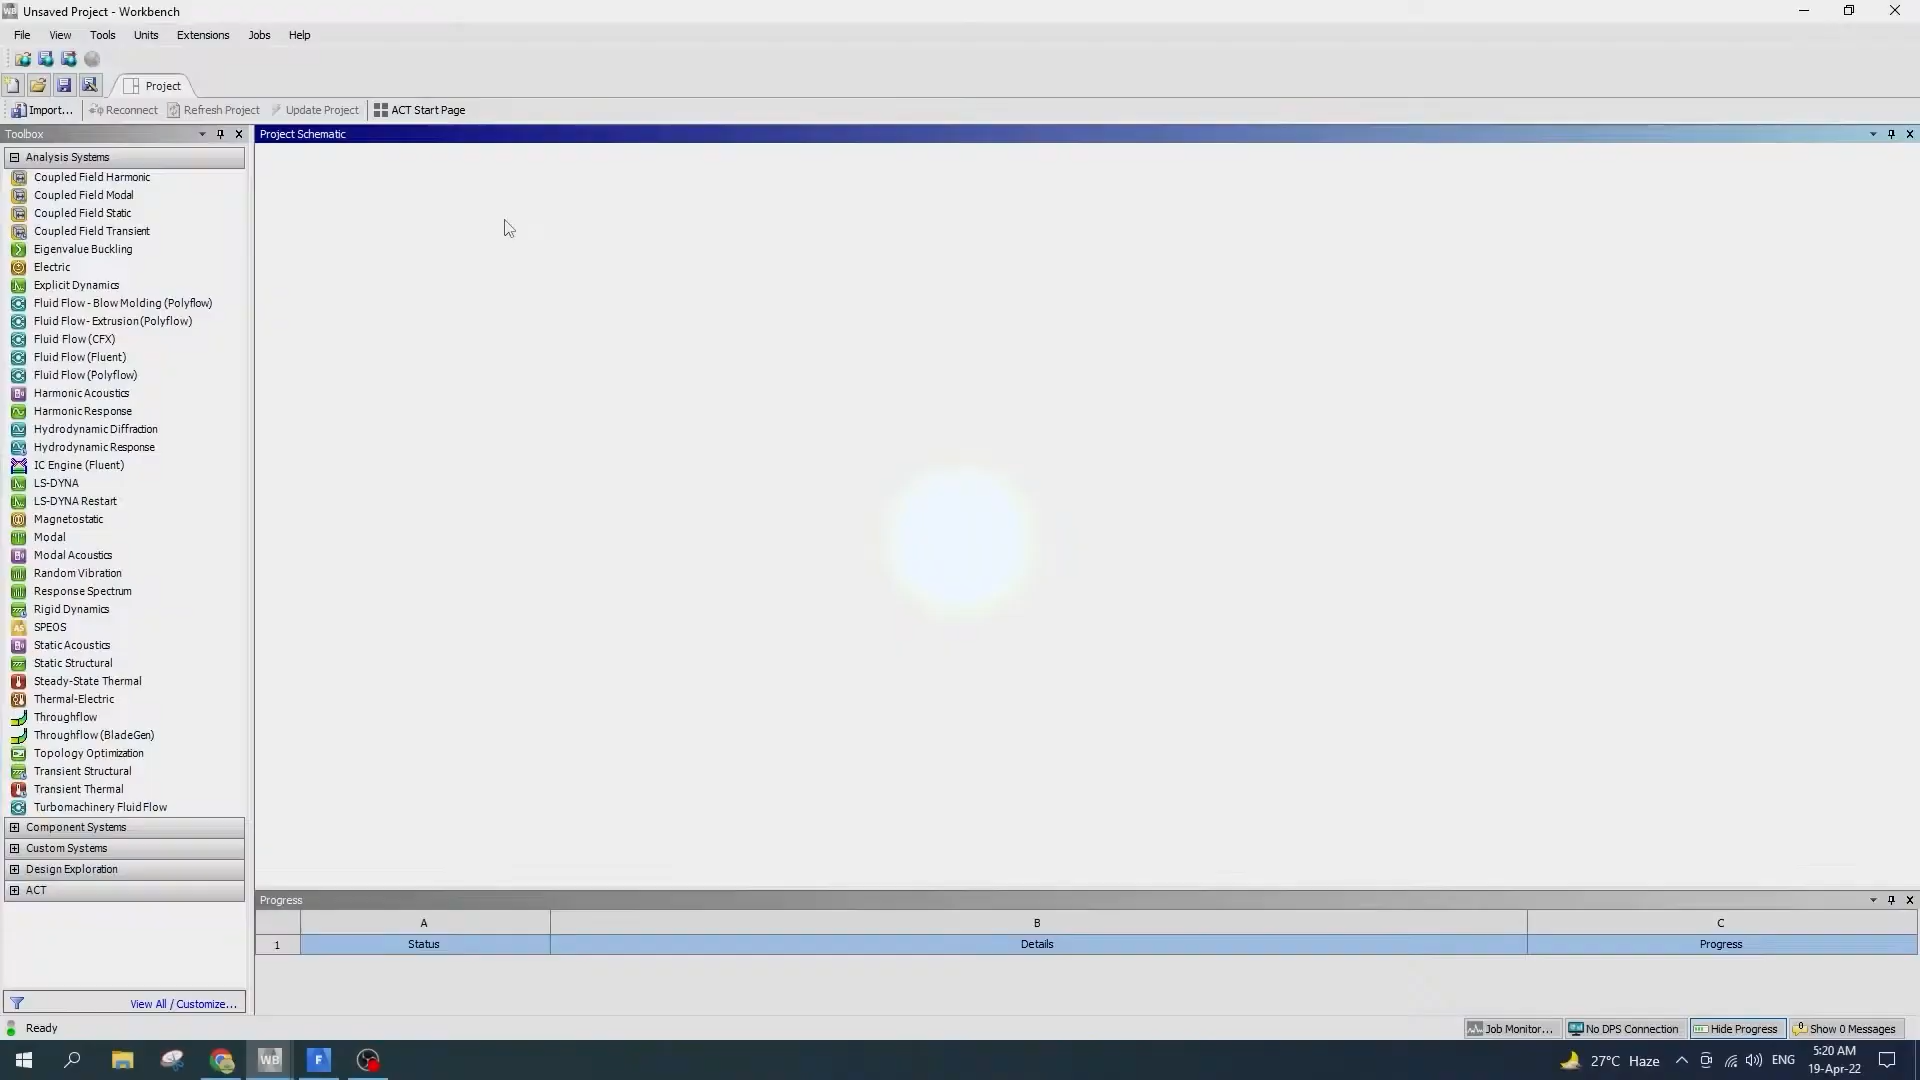 Unsaved Project - Workbench
File View Tools Units Extensions Jobs Help
Project
Import... Reconnect Refresh Project Update Project ACT Start Page
Toolbox
Project Schematic
Analysis Systems
Coupled Field Harmonic
Coupled Field Modal
Coupled Field Static
Coupled Field Transient
Eigenvalue Buckling
Electric
Explicit Dynamics
Fluid Flow - Blow Molding (Polyflow)
Fluid Flow - Extrusion (Polyflow)
Fluid Flow (CFX)
Fluid Flow (Fluent)
Fluid Flow (Polyflow)
Harmonic Acoustics
Harmonic Response
Hydrodynamic Diffraction
Hydrodynamic Response
IC Engine (Fluent)
LS-DYNA
LS-DYNA Restart
Magnetostatic
Modal
Modal Acoustics
Random Vibration
Response Spectrum
Rigid Dynamics
SPEOS
Static Acoustics
Static Structural
Steady-State Thermal
Thermal-Electric
Throughflow
Throughflow (BladeGen)
Topology Optimization
Transient Structural
Transient Thermal
Turbomachinery Fluid Flow
Component Systems
Custom Systems
Design Exploration
ACT
View All / Customize...
Progress
A B C
1 Status Details Progress
Ready
Job Monitor... No DPS Connection Hide Progress Show 0 Messages
WB F 27°C Haze ENG 5:20 AM
19-Apr-22